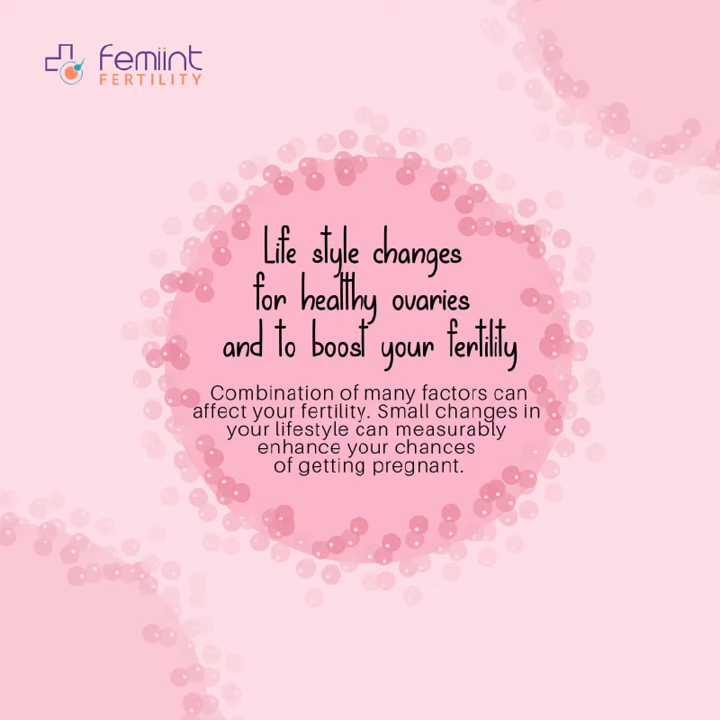 femiint
FERTILITY
Life style changes
for healthy ovaries
and to boost your fertility
Combination of many factors can
affect your fertility. Small changes in
your lifestyle can measurably
enhance your chances
of getting pregnant.